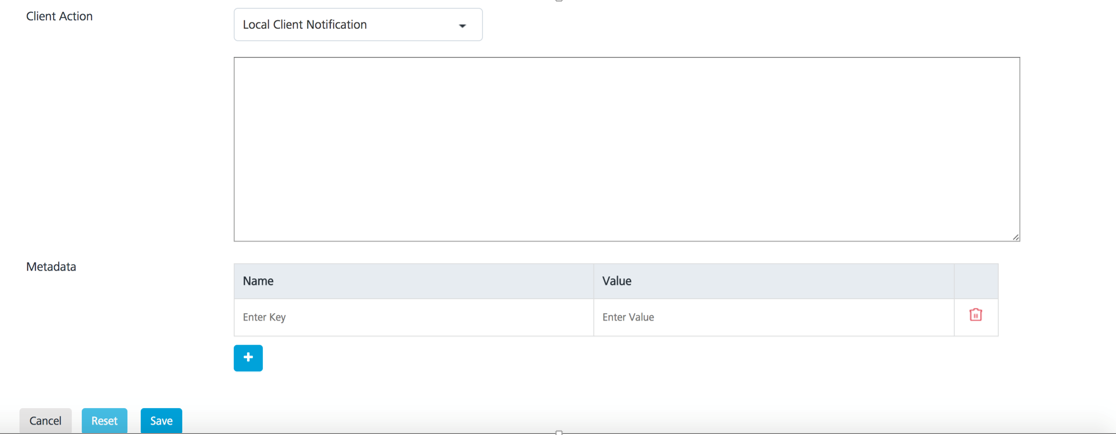 Client Action
Local Client Notification
Metadata
Name Value
Enter Key Enter Value
+
Cancel Reset Save